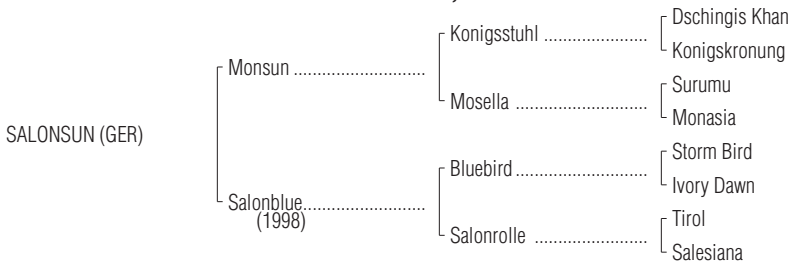 Dschingis Khan
Konigsstuhl .......................
Konigskronung
Monsun ............................
Surumu
Mosella ............................
Monasia
SALONSUN (GER)
Storm Bird
Bluebird............................
Ivory Dawn
Salonblue..........................
(1998)
Tirol
Salonrolle ........................
Salesiana